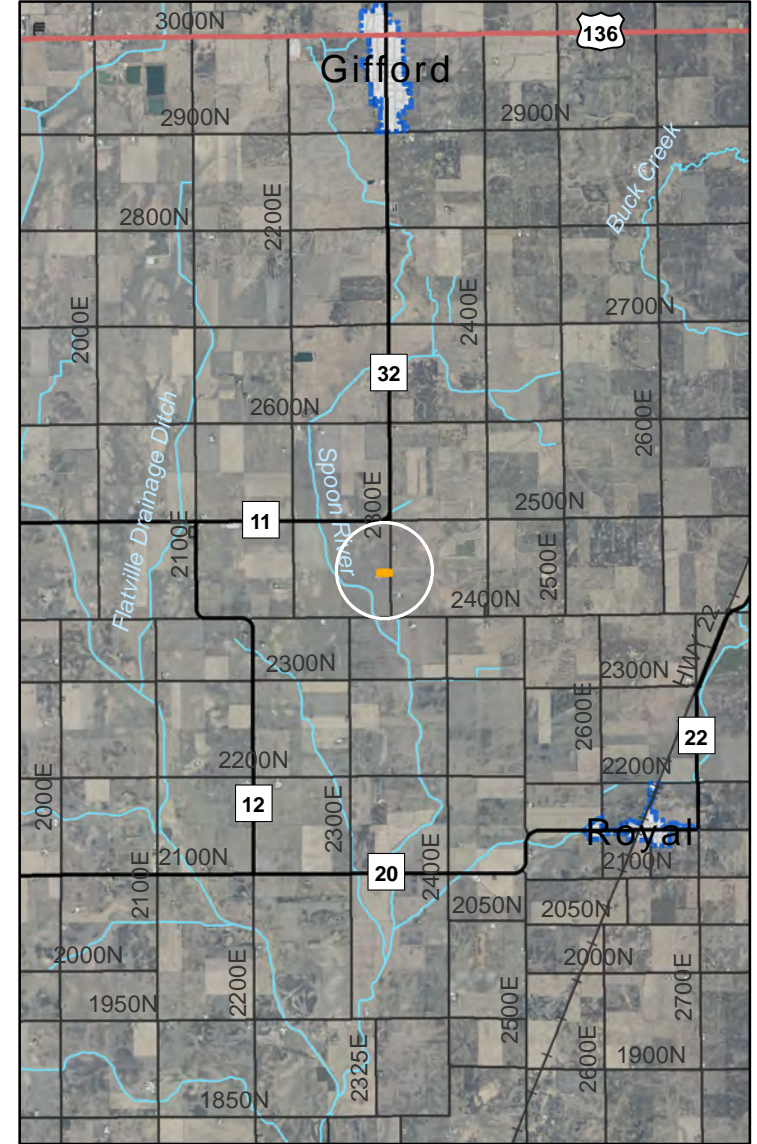 3000N
136
Gifford
2900N
2900N
Buck Creek
2800N
2200E
2700N
2400E
2000E
32
2600N
2600E
Flatville Drainage Ditch
Spoon River
2300E
2500N
11
2100E
2500E
2400N
2300N
2300N
HWY 22
2600E
22
2200N
2200N
2000E
12
2300E
Royal
2100N
2100N
20
2400E
2100E
2050N
2050N
2000N
2000N
2200E
2700E
1950N
2500E
2325E
2600E
1900N
1850N